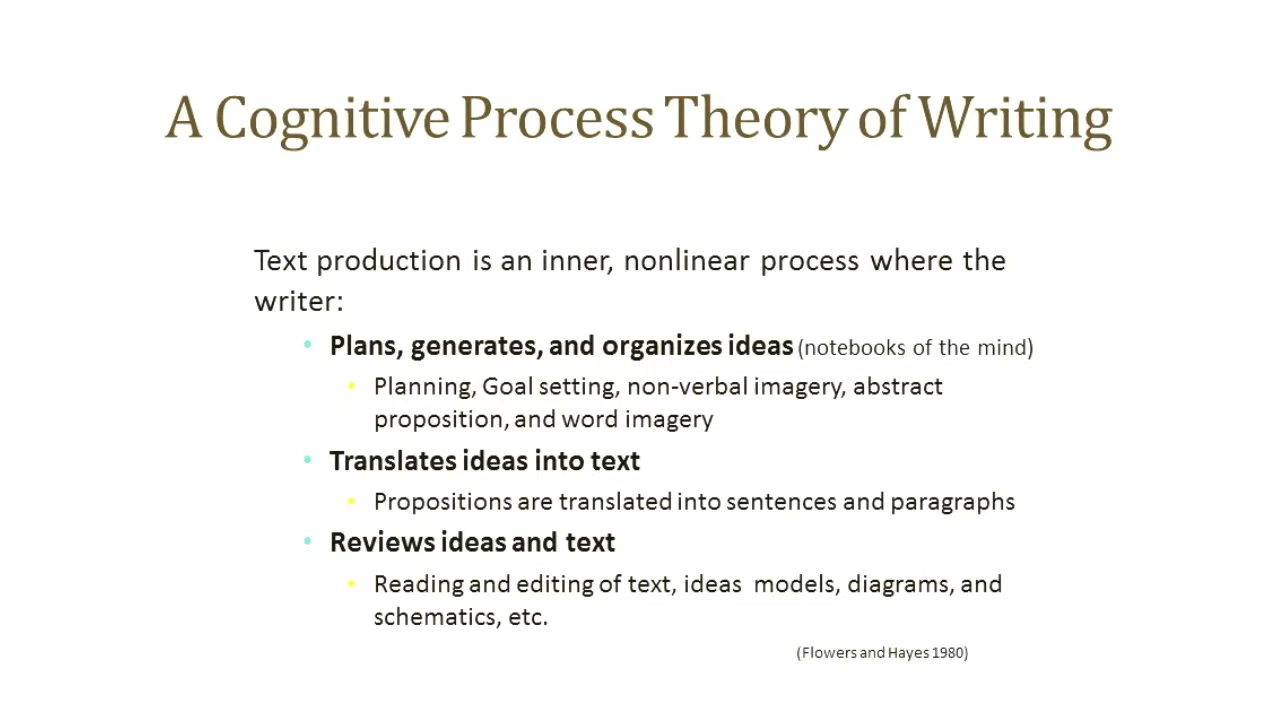 A Cognitive Process Theory of Writing
Text production is an inner, nonlinear process where the
writer:
• Plans, generates, and organizes ideas (notebooks of the mind)
• Planning, Goal setting, non-verbal imagery, abstract
proposition, and word imagery
• Translates ideas into text
• Propositions are translated into sentences and paragraphs
• Reviews ideas and text
• Reading and editing of text, ideas models, diagrams, and
schematics, etc.
(Flowers and Hayes 1980)